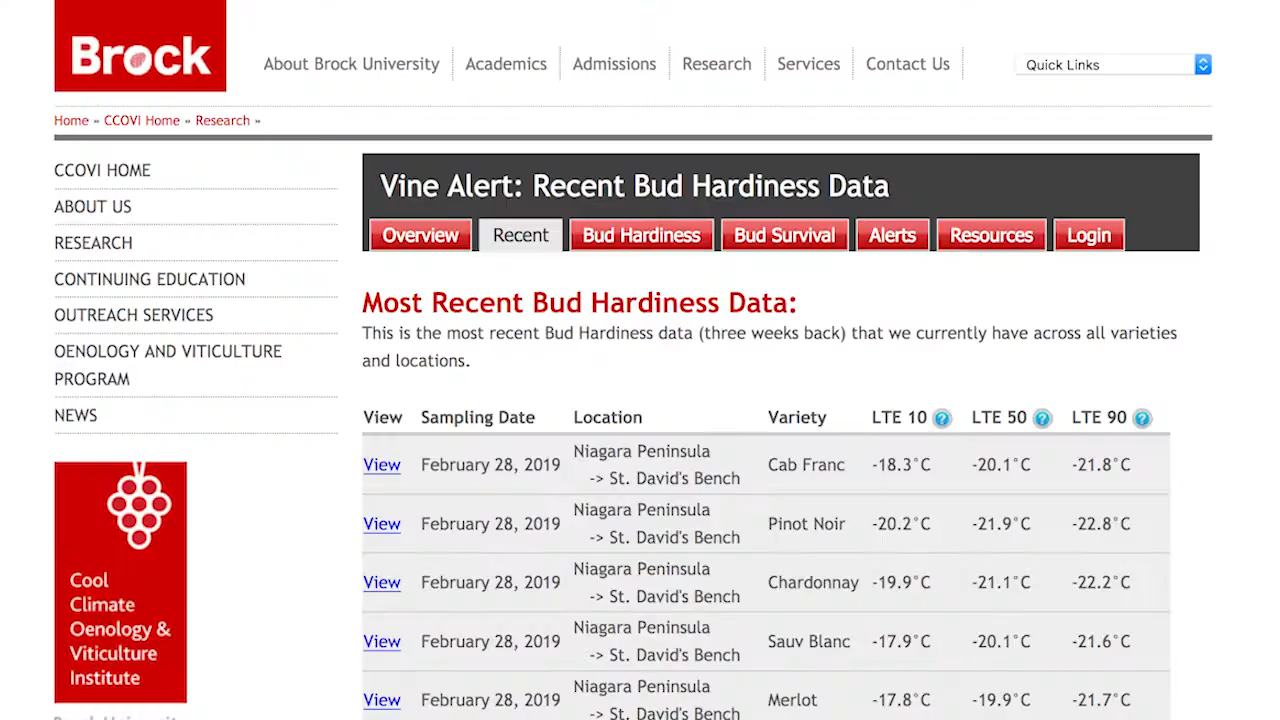 Brock
About Brock University
Academics
Admissions
Research
Services
Contact Us
Quick Links
Home » CCOVI Home » Research »
CCOVI HOME
ABOUT US
RESEARCH
CONTINUING EDUCATION
OUTREACH SERVICES
OENOLOGY AND VITICULTURE
PROGRAM
NEWS
Cool
Climate
Oenology &
Viticulture
Institute
Vine Alert: Recent Bud Hardiness Data
Overview Recent Bud Hardiness Bud Survival Alerts Resources Login
Most Recent Bud Hardiness Data:
This is the most recent Bud Hardiness data (three weeks back) that we currently have across all varieties
and locations.
View Sampling Date Location Variety LTE 10 ? LTE 50 ? LTE 90 ?
Niagara Peninsula
View February 28, 2019 -> St. David's Bench Cab Franc -18.3°C -20.1°C -21.8°C
Niagara Peninsula
View February 28, 2019 -> St. David's Bench Pinot Noir -20.2°C -21.9°C -22.8°C
Niagara Peninsula
View February 28, 2019 -> St. David's Bench Chardonnay -19.9°C -21.1°C -22.2°C
Niagara Peninsula
View February 28, 2019 -> St. David's Bench Sauv Blanc -17.9°C -20.1°C -21.6°C
Niagara Peninsula
View February 28, 2019 -> St. David's Bench Merlot -17.8°C -19.9°C -21.7°C